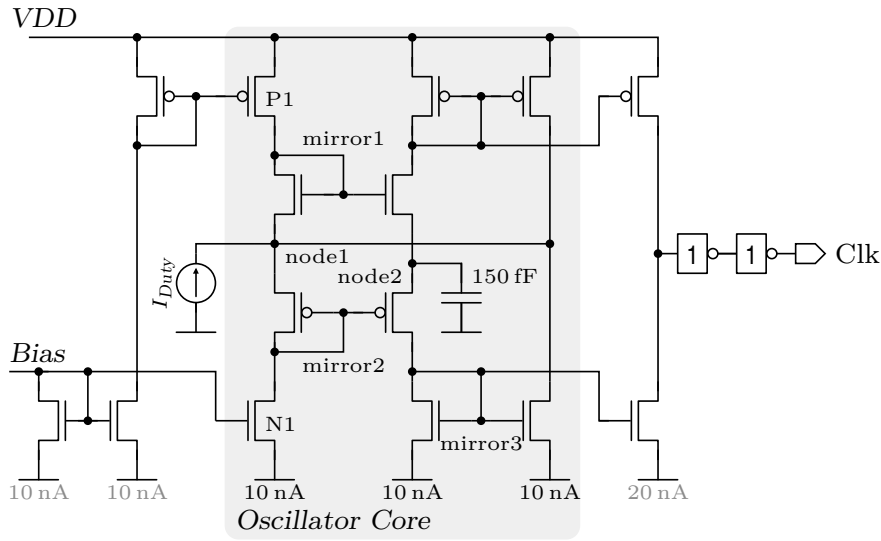 VDD
P1
mirror1
node1
node2
150 fF
I_Duty
1
1
Clk
Bias
mirror2
N1
mirror3
10 nA
10 nA
10 nA
10 nA
10 nA
20 nA
Oscillator Core